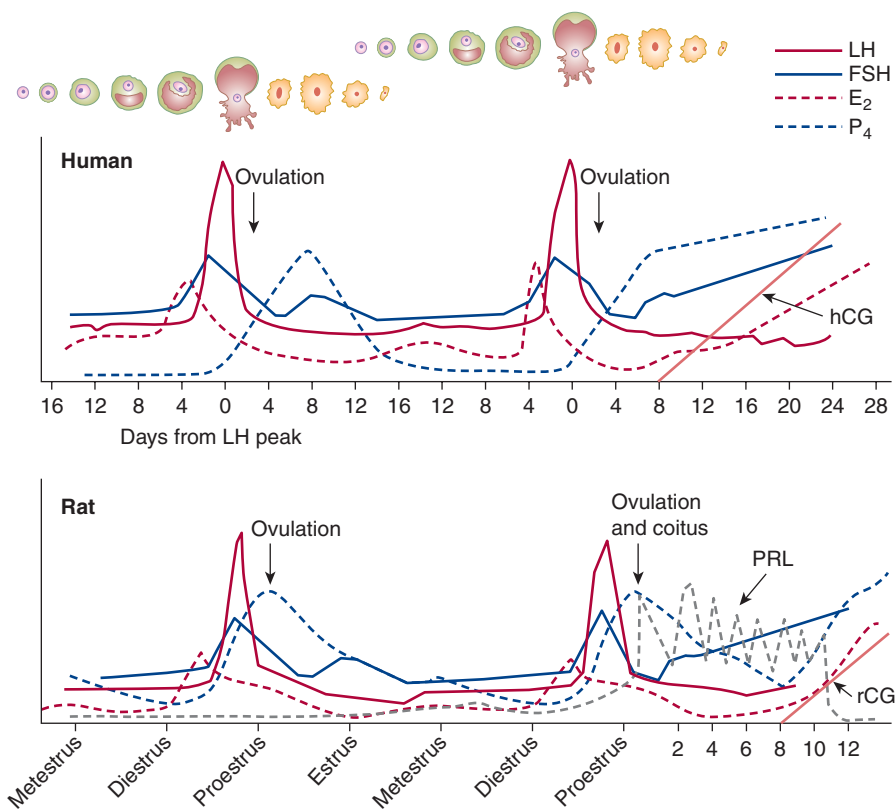 LH
FSH
E2
P4
Human
Ovulation
Ovulation
hCG
16 12 8 4 0 4 8 12 16 12 8 4 0 4 8 12 16 20 24 28
Days from LH peak
Rat
Ovulation
Ovulation
and coitus
PRL
rCG
Metestrus Diestrus Proestrus Estrus Metestrus Diestrus Proestrus 2 4 6 8 10 12